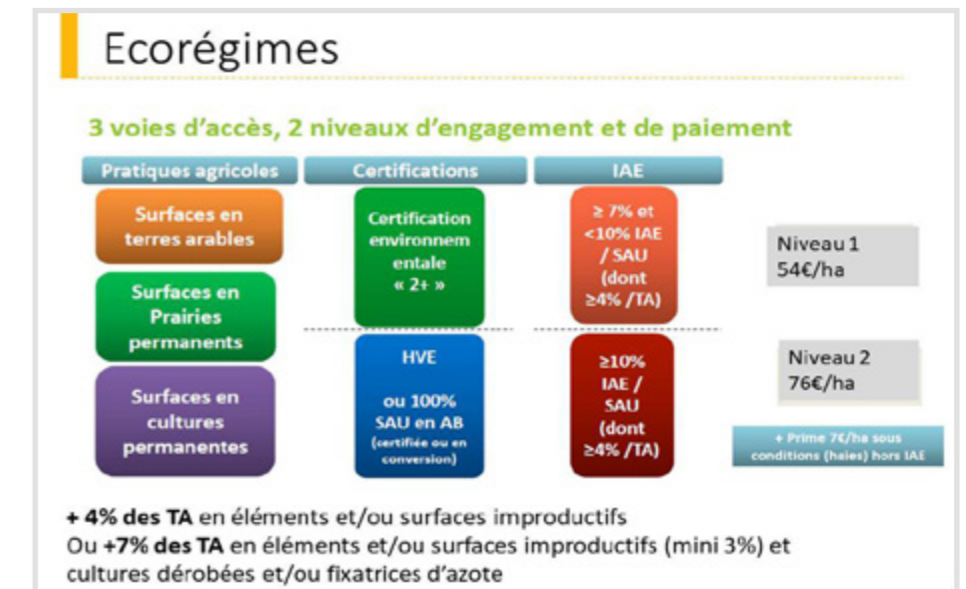 Ecorégimes
3 voies d'accès, 2 niveaux d'engagement et de paiement
Pratiques agricoles
Surfaces en
terres arables
Surfaces en
Prairies
permanents
Surfaces en
cultures
permanentes
Certifications
Certification
environnem
entale
« 2+ »
HVE
ou 100%
SAU en AB
(certifiée ou en
conversion)
IAE
≥ 7% et
<10% IAE
/ SAU
(dont
≥4% /TA)
≥10%
IAE /
SAU
(dont
≥4% /TA)
Niveau 1
54€/ha
Niveau 2
76€/ha
+ Prime 7€/ha sous
conditions (haies) hors IAE
+ 4% des TA en éléments et/ou surfaces improductifs
Ou +7% des TA en éléments et/ou surfaces improductifs (mini 3%) et
cultures dérobées et/ou fixatrices d'azote